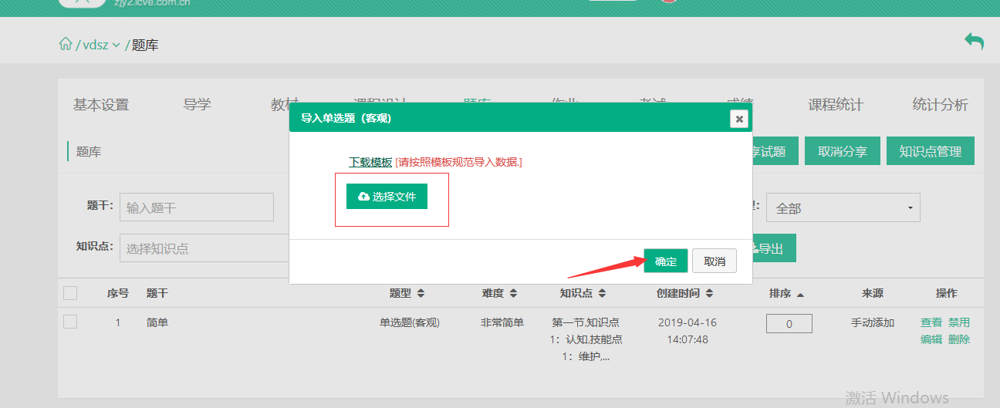 zjy2.icve.com.cn
/ vdsz / 题库
基本设置 导学 教材 课程设计 题库 作业 考试 成绩 课程统计 统计分析
导入单选题（客观）
题库
享试题 取消分享 知识点管理
下载模板 [请按照模板规范导入数据.]
选择文件
题干： 输入题干
型： 全部
知识点： 选择知识点
导出
确定 取消
序号 题干 题型 难度 知识点 创建时间 排序 来源 操作
1 简单 单选题(客观) 非常简单 第一节,知识点 2019-04-16 0 手动添加 查看 禁用
1：认知,技能点 14:07:48 编辑 删除
1：维护,...
激活 Windows